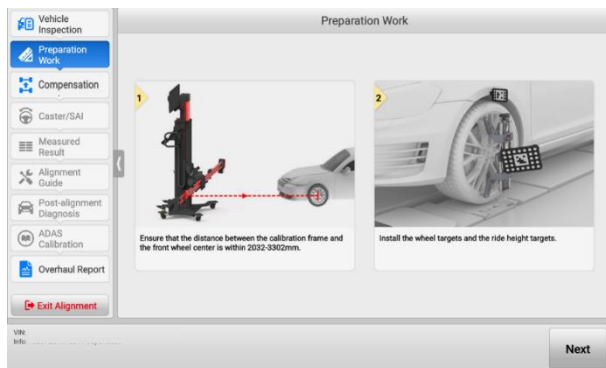 Vehicle
Inspection
Preparation Work
Preparation
Work
1
2
Compensation
Caster/SAI
Measured
Result
Alignment
Guide
Post-alignment
Diagnosis
ADAS
Calibration
Ensure that the distance between the calibration frame and
the front wheel center is within 2032-3302mm.
Install the wheel targets and the ride height targets.
Overhaul Report
Exit Alignment
VIN:
Info:
Next